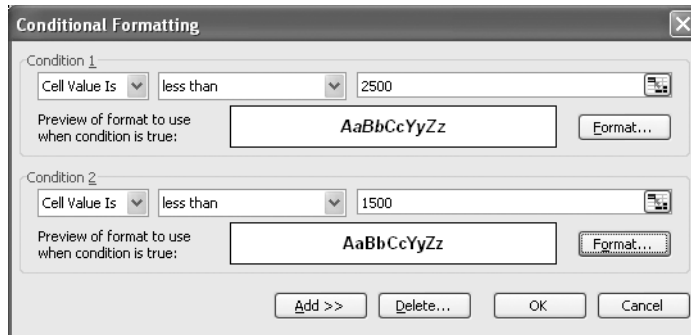 Conditional Formatting
Condition 1
Cell Value Is less than 2500
Preview of format to use when condition is true:
AaBbCcYyZz
Format...
Condition 2
Cell Value Is less than 1500
Preview of format to use when condition is true:
AaBbCcYyZz
Format...
Add >> Delete... OK Cancel